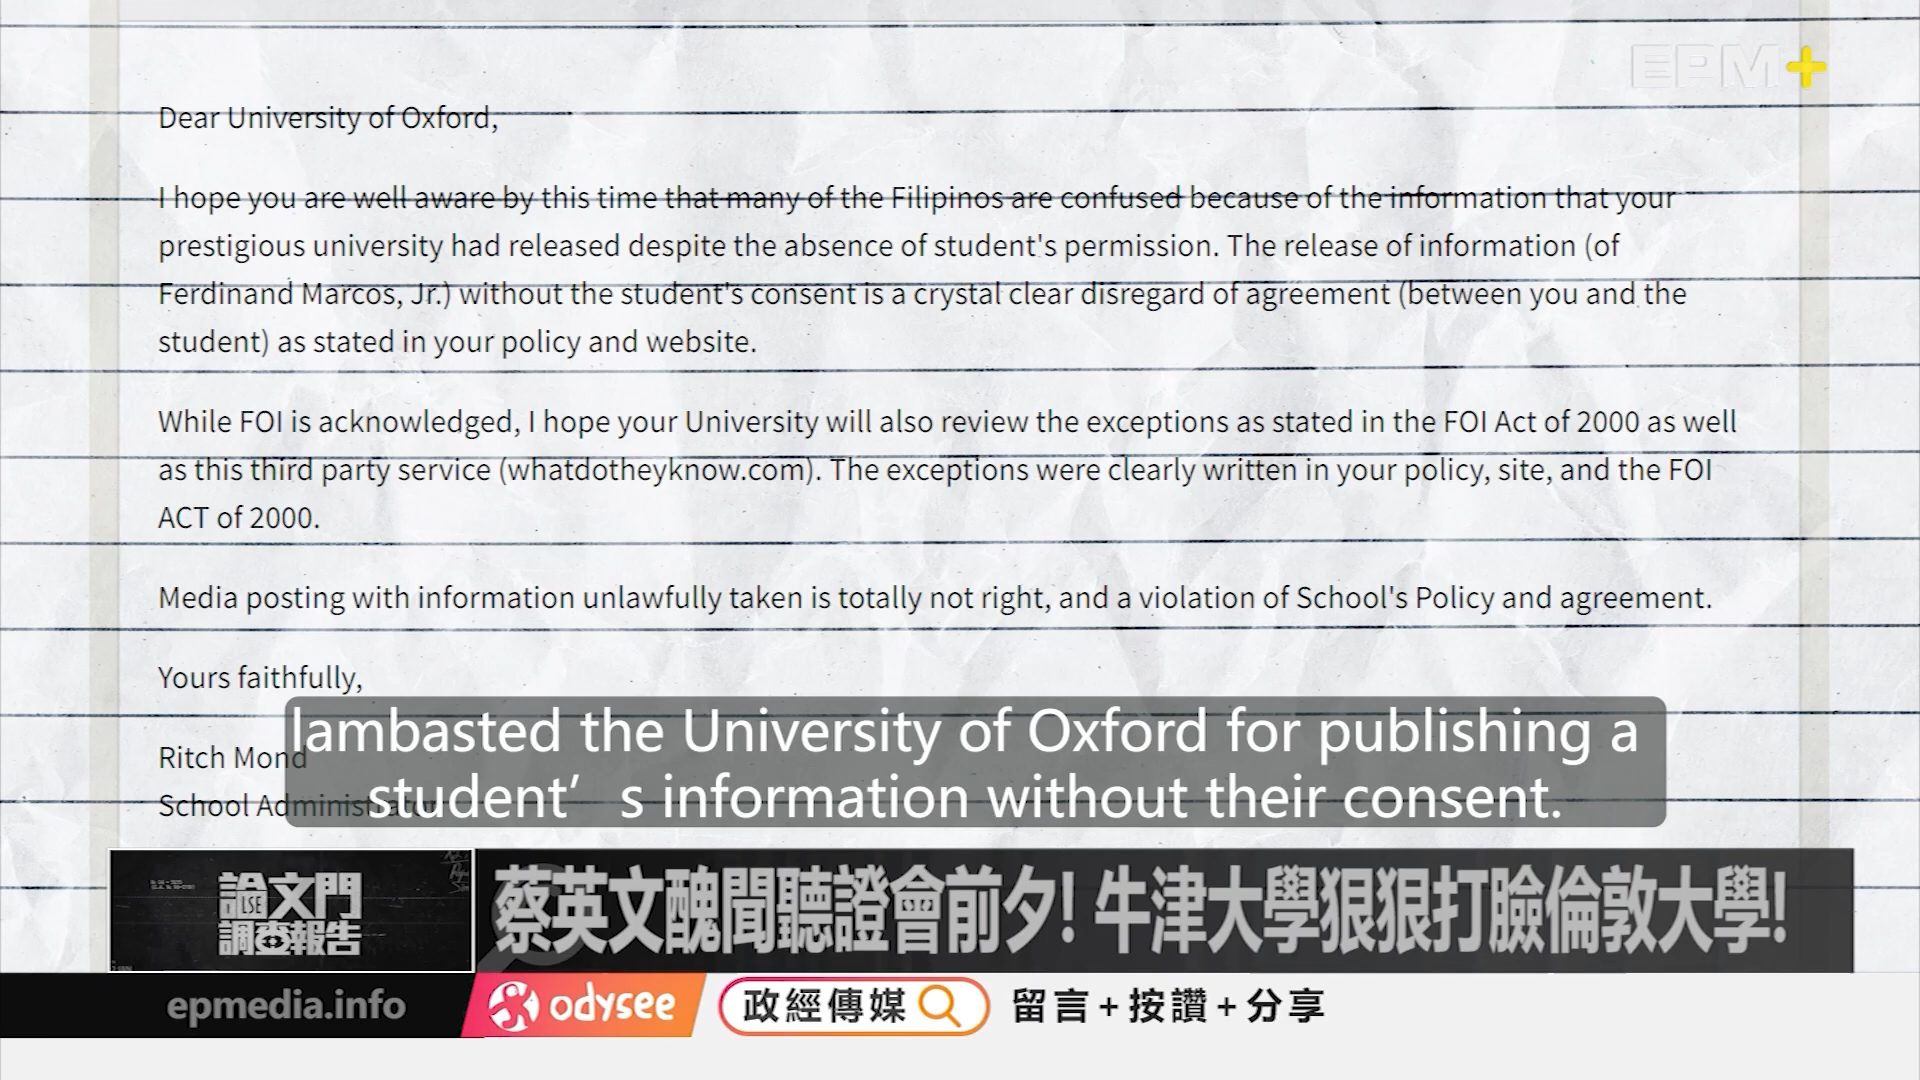 EPM+
Dear University of Oxford,
I hope you are well aware by this time that many of the Filipinos are confused because of the information that your
prestigious university had released despite the absence of student's permission. The release of information (of
Ferdinand Marcos, Jr.) without the student's consent is a crystal clear disregard of agreement (between you and the
student) as stated in your policy and website.
While FOI is acknowledged, I hope your University will also review the exceptions as stated in the FOI Act of 2000 as well
as this third party service (whatdotheyknow.com). The exceptions were clearly written in your policy, site, and the FOI
ACT of 2000.
Media posting with information unlawfully taken is totally not right, and a violation of School's Policy and agreement.
Yours faithfully,
Ritch Mond
School Administrator
lambasted the University of Oxford for publishing a
student’s information without their consent.
論文門
LSE
調查報告
蔡英文醜聞聽證會前夕! 牛津大學狠狠打臉倫敦大學!
epmedia.info
odysee
政經傳媒
留言+按讚+分享